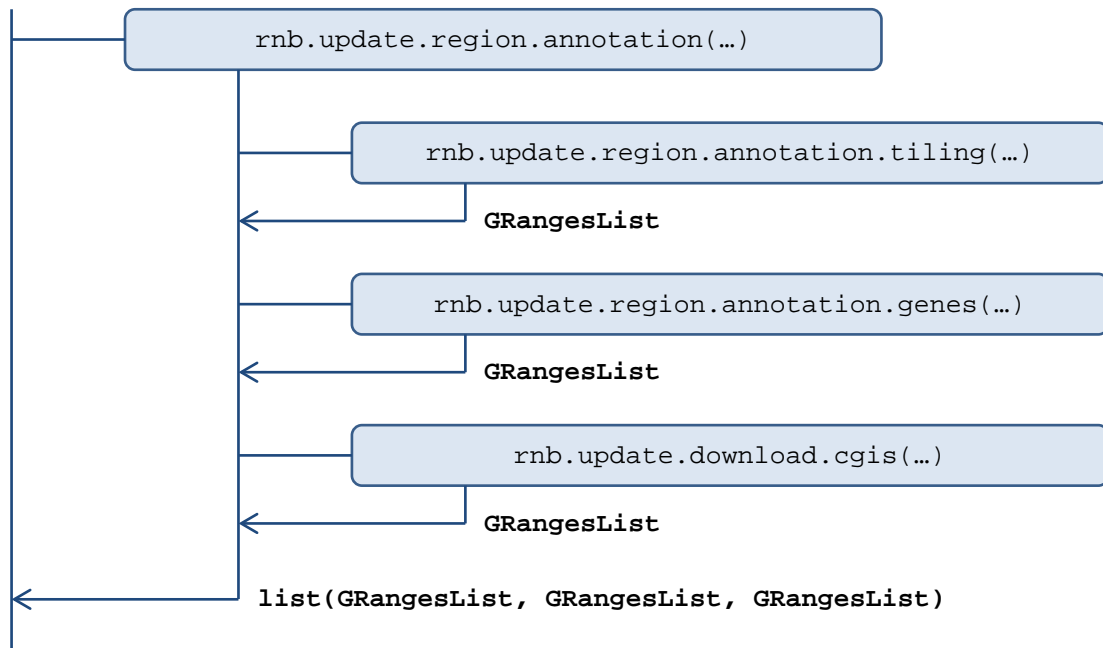 rnb.update.region.annotation(…)
rnb.update.region.annotation.tiling(…)
GRangesList
rnb.update.region.annotation.genes(…)
GRangesList
rnb.update.download.cgis(…)
GRangesList
list(GRangesList, GRangesList, GRangesList)